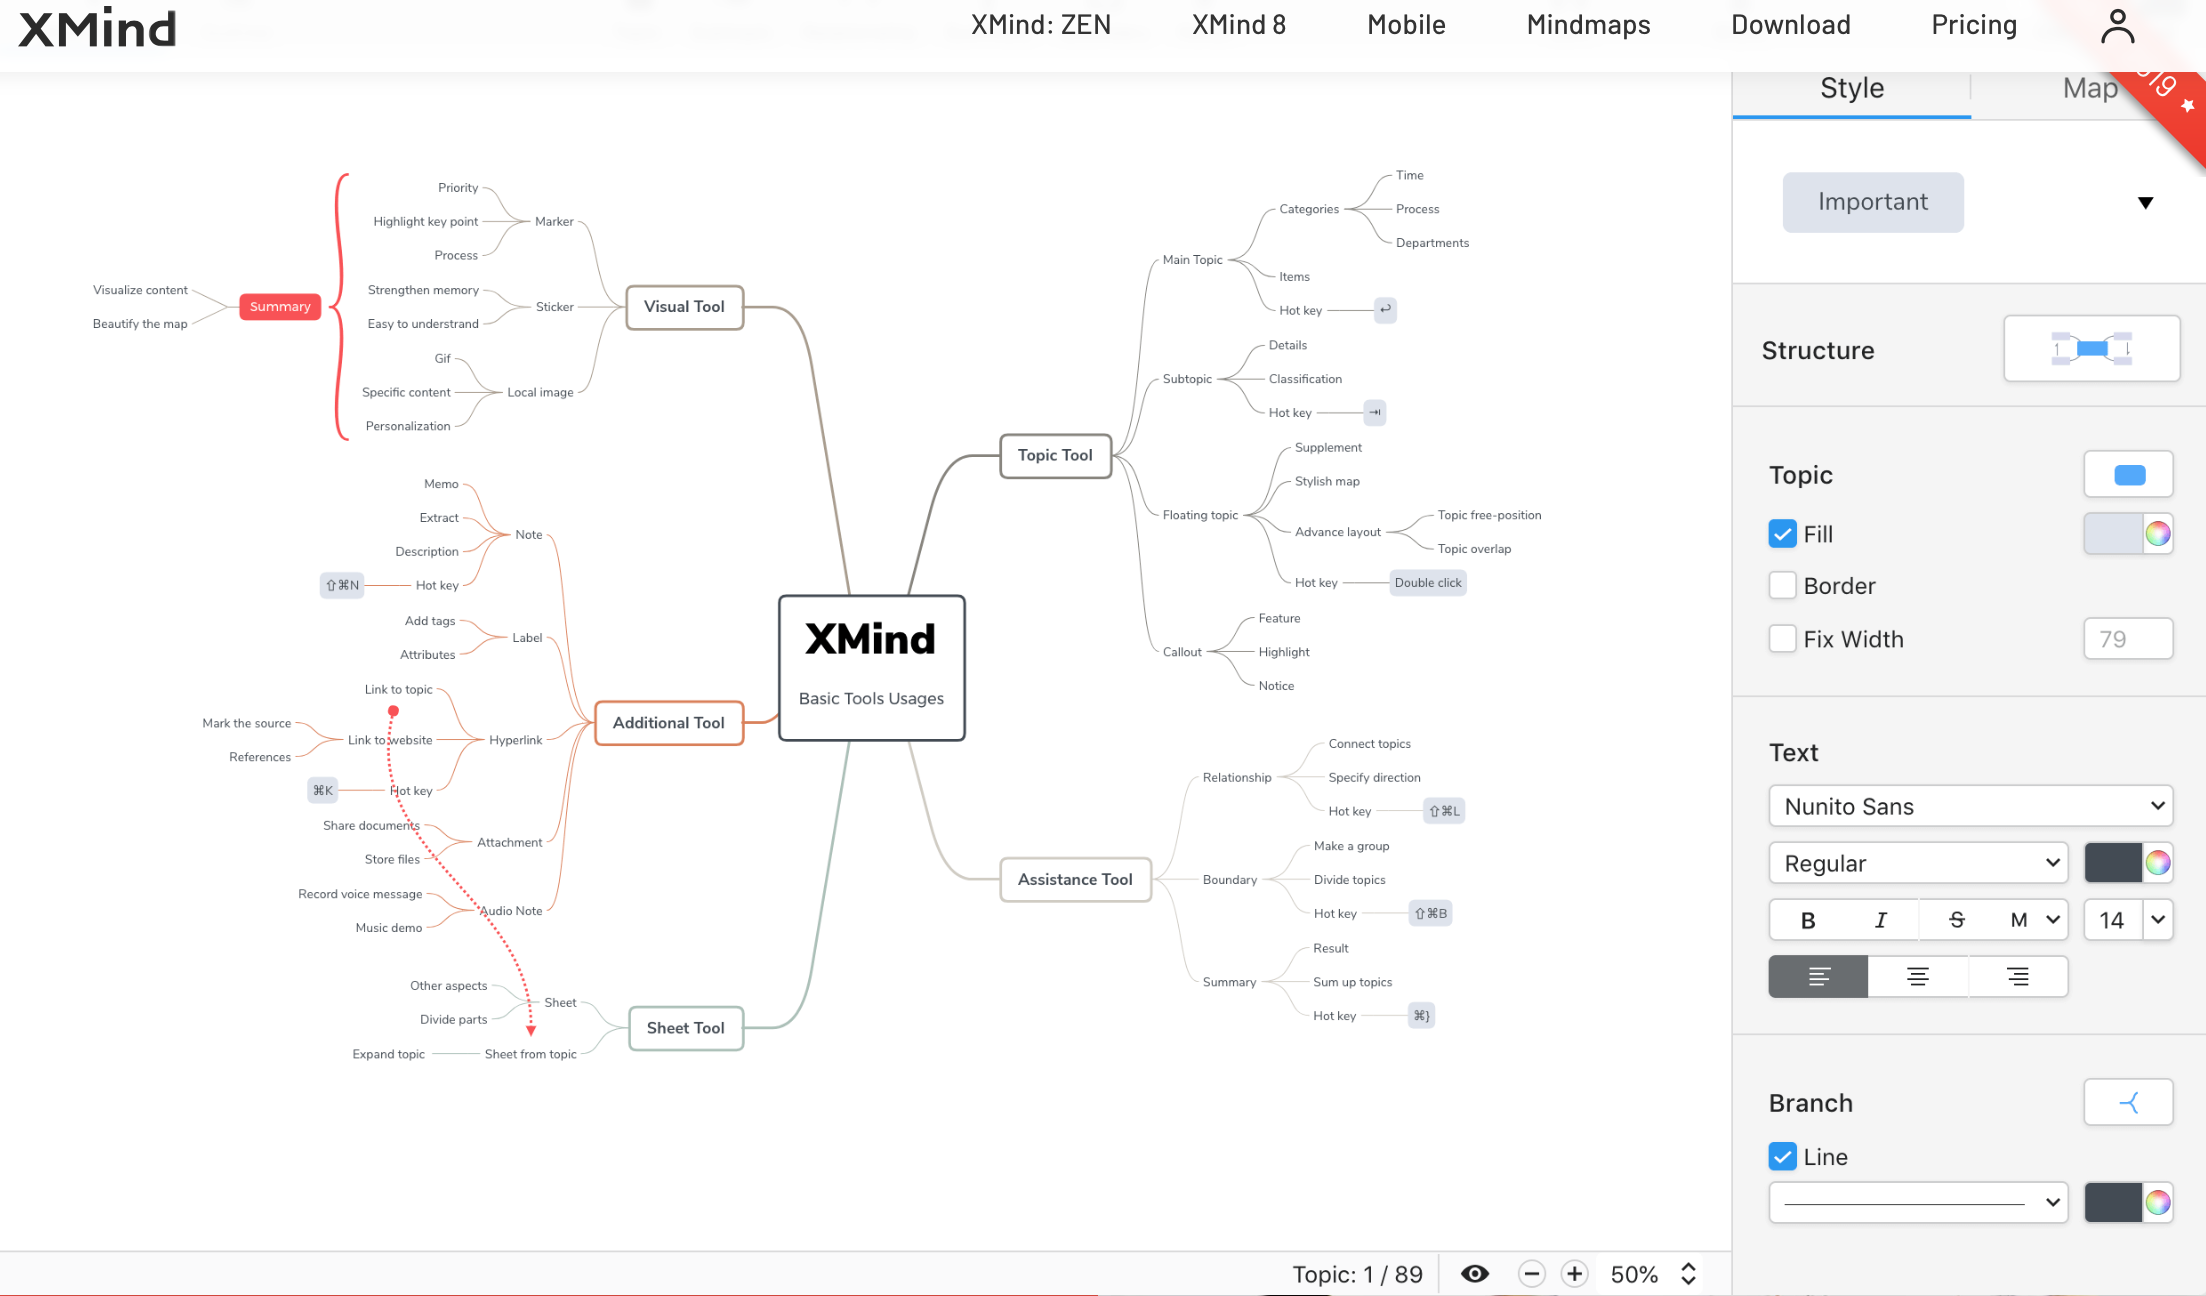 XMind
XMind: ZEN
XMind 8
Mobile
Mindmaps
Download
Pricing
Style
Map
Important
Structure
Topic
Fill
Border
Fix Width
79
Text
Nunito Sans
Regular
B I S M
14
Branch
Line
XMind
Basic Tools Usages
Visual Tool
Marker
Priority
Highlight key point
Process
Sticker
Strengthen memory
Easy to understrand
Local image
Gif
Specific content
Personalization
Summary
Visualize content
Beautify the map
Additional Tool
Note
Memo
Extract
Description
Hot key
⇧⌘N
Label
Add tags
Attributes
Hyperlink
Link to topic
Link to website
Mark the source
References
Hot key
⌘K
Attachment
Share documents
Store files
Audio Note
Record voice message
Music demo
Sheet Tool
Sheet
Other aspects
Divide parts
Sheet from topic
Expand topic
Topic Tool
Main Topic
Categories
Time
Process
Departments
Items
Hot key
↩
Subtopic
Details
Classification
Hot key
⇥
Floating topic
Supplement
Stylish map
Advance layout
Topic free-position
Topic overlap
Hot key
Double click
Callout
Feature
Highlight
Notice
Assistance Tool
Relationship
Connect topics
Specify direction
Hot key
⇧⌘L
Boundary
Make a group
Divide topics
Hot key
⇧⌘B
Summary
Result
Sum up topics
Hot key
⌘}
Topic: 1 / 89
50%